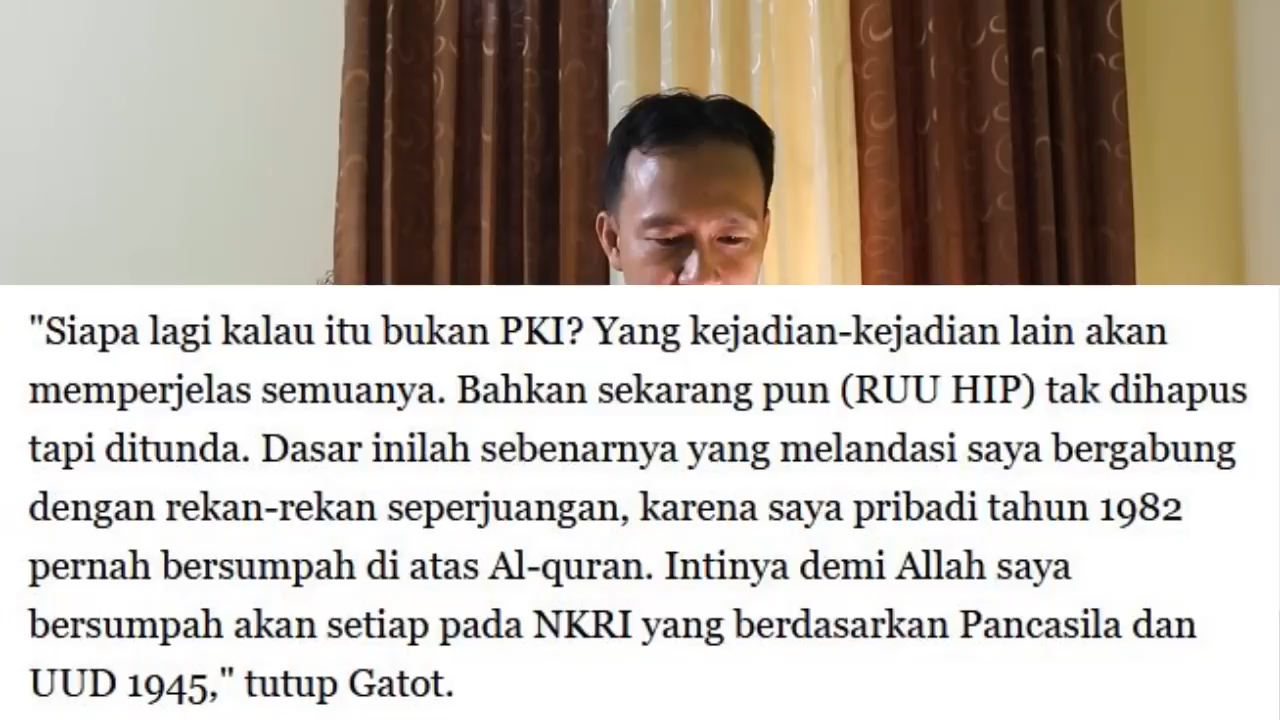 "Siapa lagi kalau itu bukan PKI? Yang kejadian-kejadian lain akan
memperjelas semuanya. Bahkan sekarang pun (RUU HIP) tak dihapus
tapi ditunda. Dasar inilah sebenarnya yang melandasi saya bergabung
dengan rekan-rekan seperjuangan, karena saya pribadi tahun 1982
pernah bersumpah di atas Al-quran. Intinya demi Allah saya
bersumpah akan setiap pada NKRI yang berdasarkan Pancasila dan
UUD 1945," tutup Gatot.